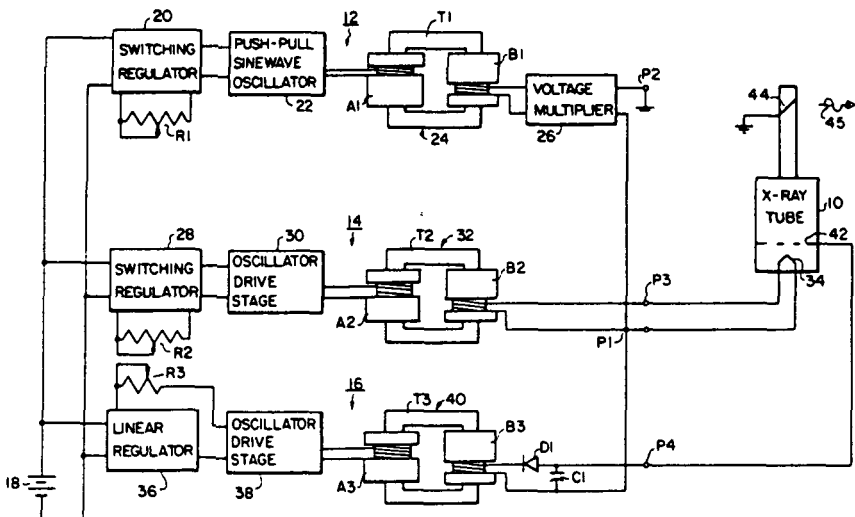 20
12
T1
SWITCHING
REGULATOR
PUSH-PULL
SINEWAVE
OSCILLATOR
22
B1
VOLTAGE
MULTIPLIER
26
P2
A1
24
R1
44
45
X-RAY
TUBE
10
42
34
28
30
14
T2
32
SWITCHING
REGULATOR
OSCILLATOR
DRIVE
STAGE
B2
A2
P3
P1
R2
R3
16
T3
40
LINEAR
REGULATOR
36
OSCILLATOR
DRIVE
STAGE
38
B3
A3
D1
C1
P4
18